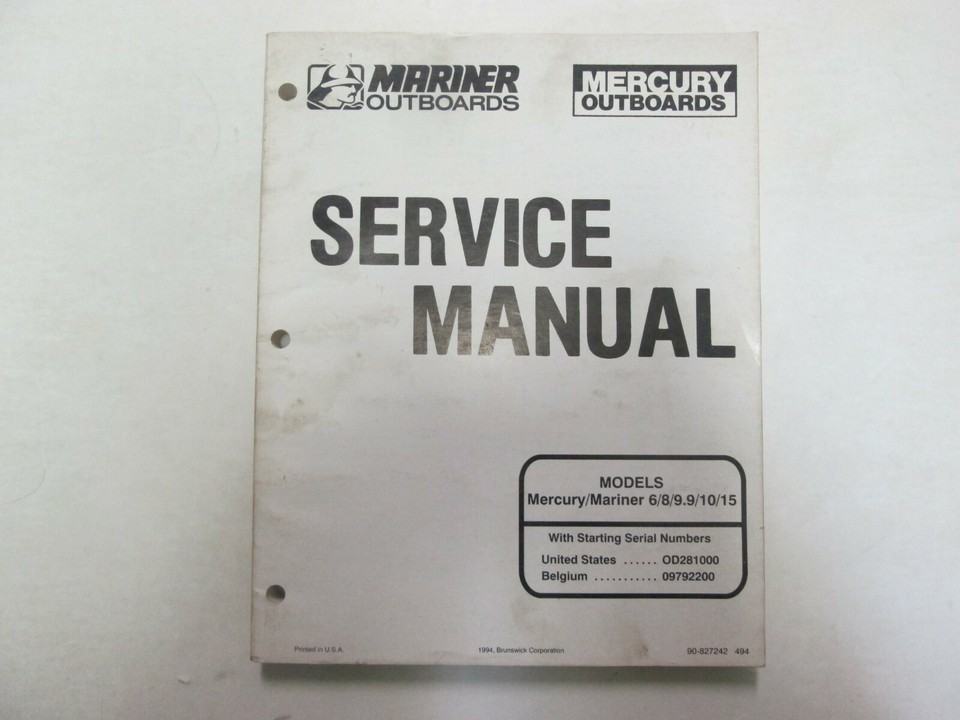 MARINER
OUTBOARDS
MERCURY
OUTBOARDS
SERVICE
MANUAL
MODELS
Mercury/Mariner 6/8/9.9/10/15
With Starting Serial Numbers
United States ...... OD281000
Belgium ........... 09792200
Printed in U.S.A.
1994, Brunswick Corporation
90-827242 494